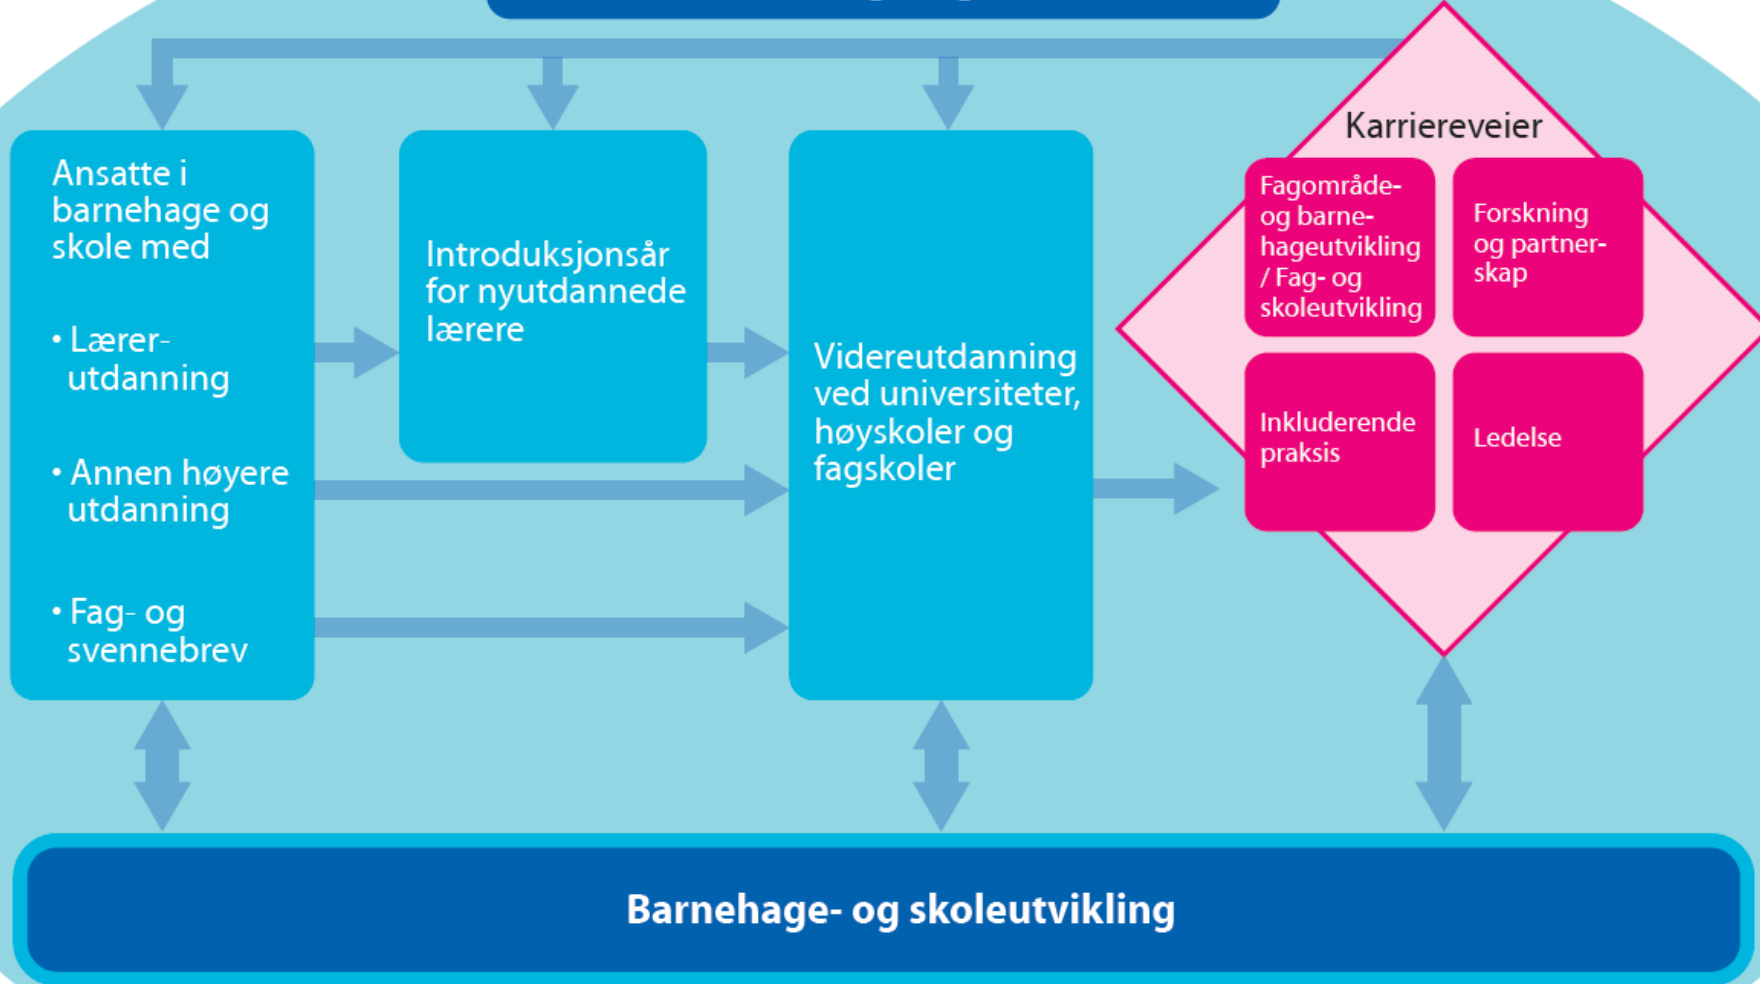 Ansatte i
barnehage og
skole med
• Lærer-
utdanning
• Annen høyere
utdanning
• Fag- og
svennebrev
Introduksjonsår
for nyutdannede
lærere
Videreutdanning
ved universiteter,
høyskoler og
fagskoler
Karriereveier
Fagområde-
og barne-
hageutvikling
/ Fag- og
skoleutvikling
Forskning
og partner-
skap
Inkluderende
praksis
Ledelse
Barnehage- og skoleutvikling